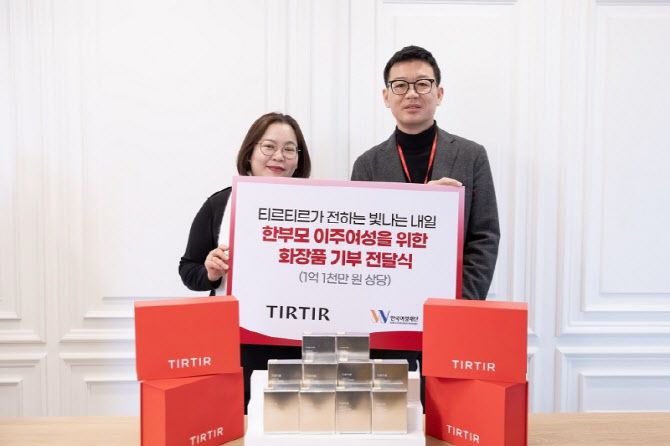 티르티르가 전하는 빛나는 내일
한부모 이주여성을 위한
화장품 기부 전달식
(1억 1천만 원 상당)
TIRTIR
한국여성재단
TIRTIR
TIRTIR
TIRTIR
TIRTIR